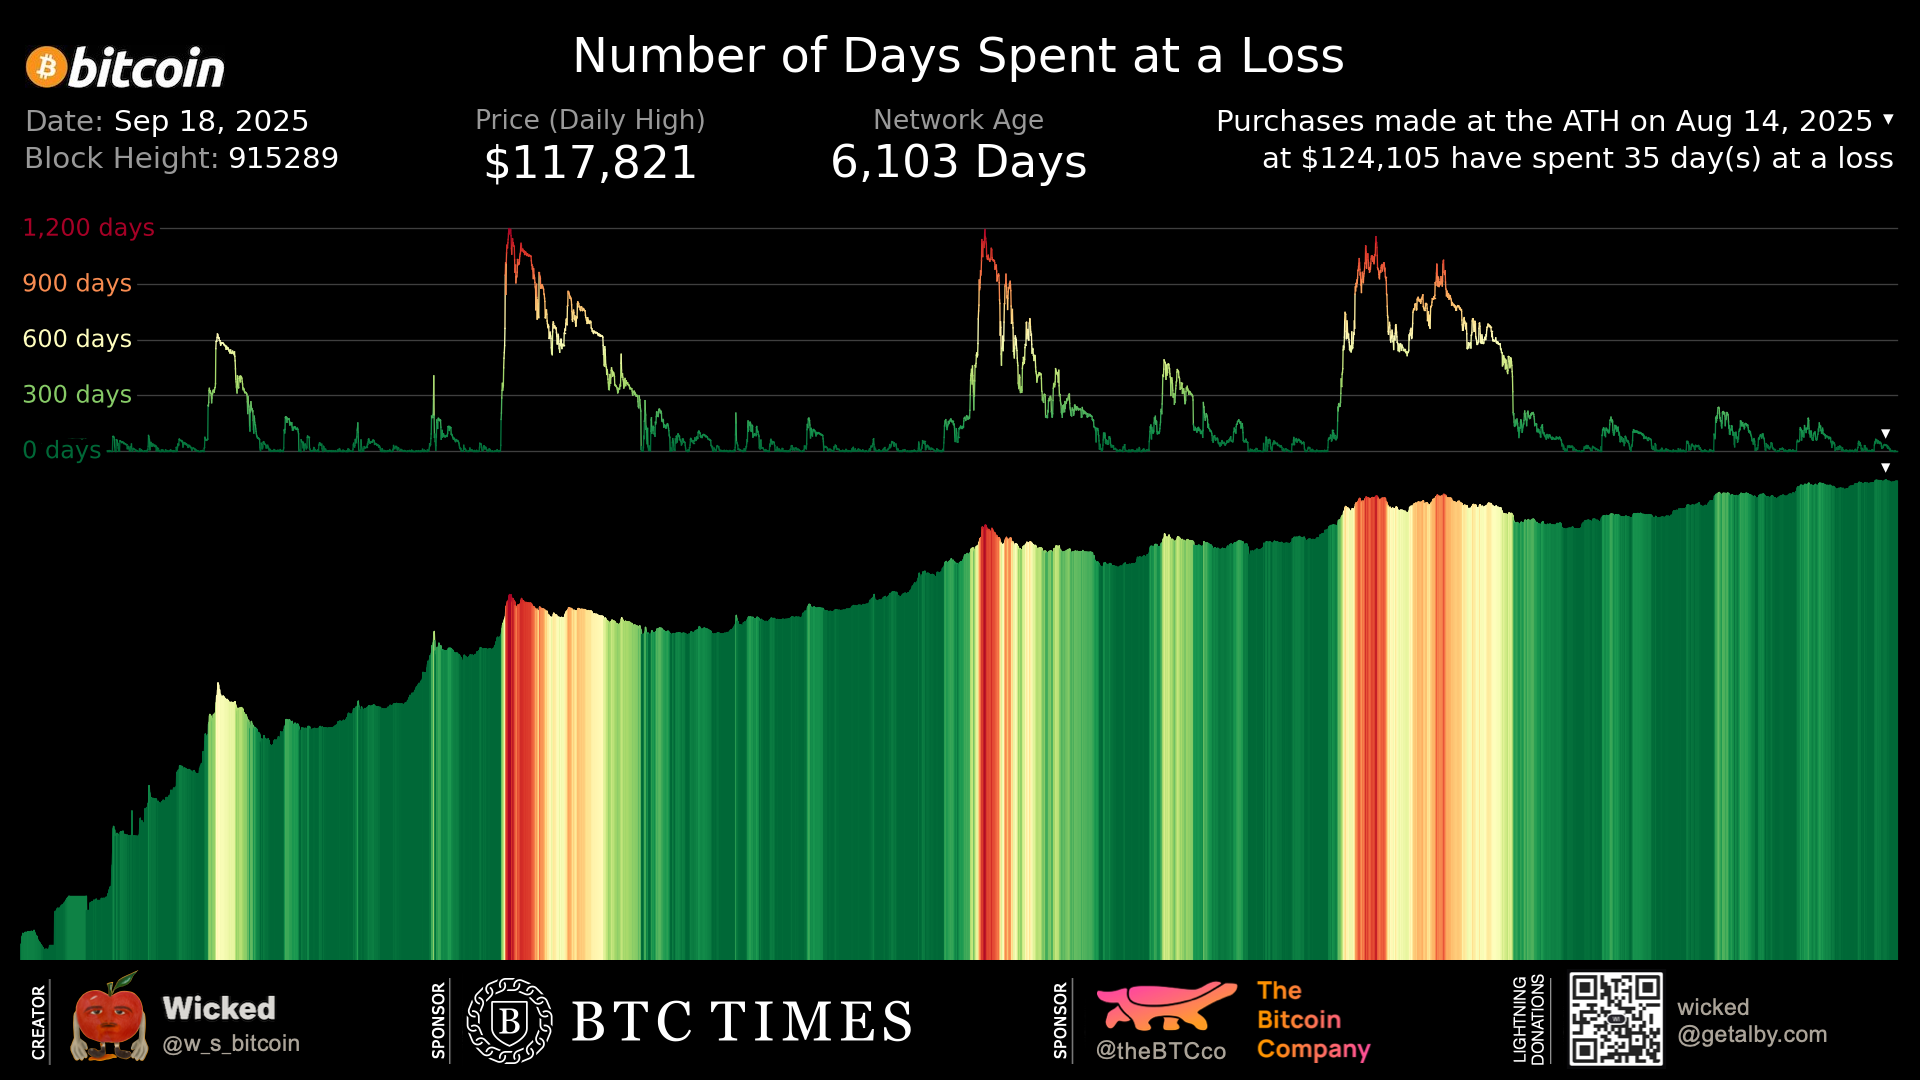 bitcoin
Number of Days Spent at a Loss
Date: Sep 18, 2025
Block Height: 915289
Price (Daily High)
$117,821
Network Age
6,103 Days
Purchases made at the ATH on Aug 14, 2025 ▼
at $124,105 have spent 35 day(s) at a loss
1,200 days
900 days
600 days
300 days
0 days
CREATOR
Wicked
@w_s_bitcoin
SPONSOR
B
BTC TIMES
SPONSOR
@theBTCco
The
Bitcoin
Company
LIGHTNING
DONATIONS
wicked
@getalby.com